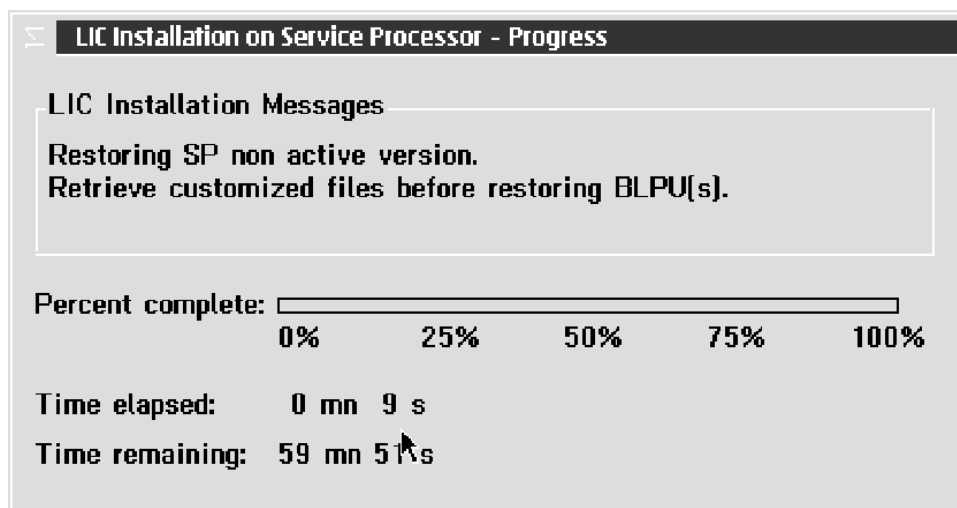 LIC Installation on Service Processor - Progress
LIC Installation Messages
Restoring SP non active version.
Retrieve customized files before restoring BLPU(s).
Percent complete:
0% 25% 50% 75% 100%
Time elapsed: 0 mn 9 s
Time remaining: 59 mn 51 s